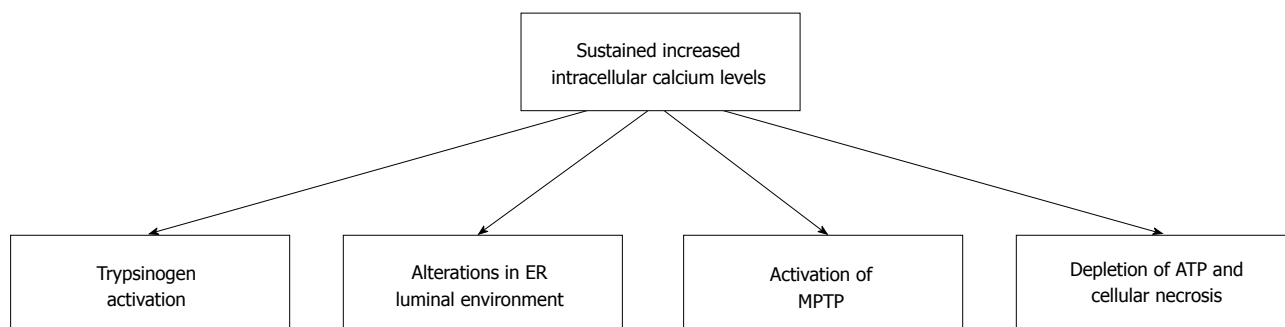 Sustained increased
intracellular calcium levels
Trypsinogen
activation
Alterations in ER
luminal environment
Activation of
MPTP
Depletion of ATP and
cellular necrosis